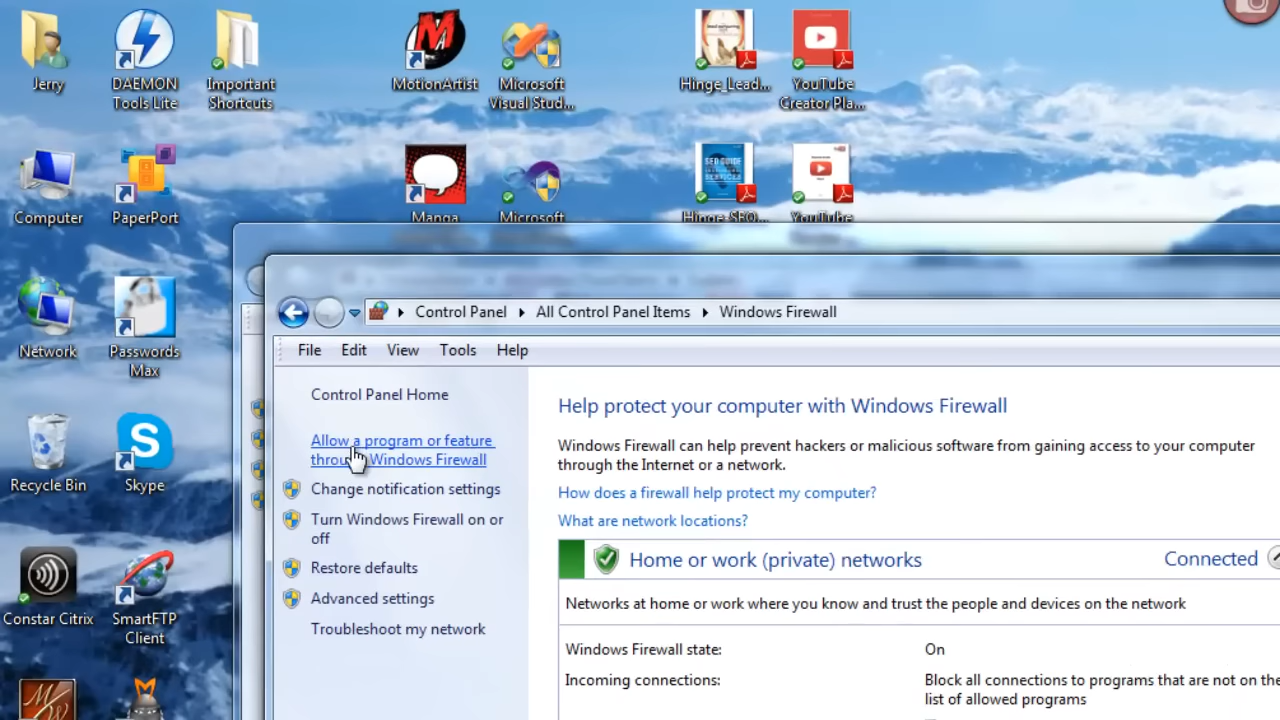 Jerry
DAEMON
Tools Lite
Important
Shortcuts
MotionArtist
Microsoft
Visual Stud...
Hinge_Lead...
YouTube
Creator Pla...
Computer
PaperPort
Manga
Microsoft
SEO GUIDE
SERVICES
Hinge-SEO...
YouTube
Network
Passwords
Max
Recycle Bin
Skype
Constar Citrix
SmartFTP
Client
Control Panel
All Control Panel Items
Windows Firewall
File
Edit
View
Tools
Help
Control Panel Home
Allow a program or feature
through Windows Firewall
Change notification settings
Turn Windows Firewall on or
off
Restore defaults
Advanced settings
Troubleshoot my network
Help protect your computer with Windows Firewall
Windows Firewall can help prevent hackers or malicious software from gaining access to your computer
through the Internet or a network.
How does a firewall help protect my computer?
What are network locations?
Home or work (private) networks
Connected
Networks at home or work where you know and trust the people and devices on the network
Windows Firewall state:
On
Incoming connections:
Block all connections to programs that are not on the
list of allowed programs